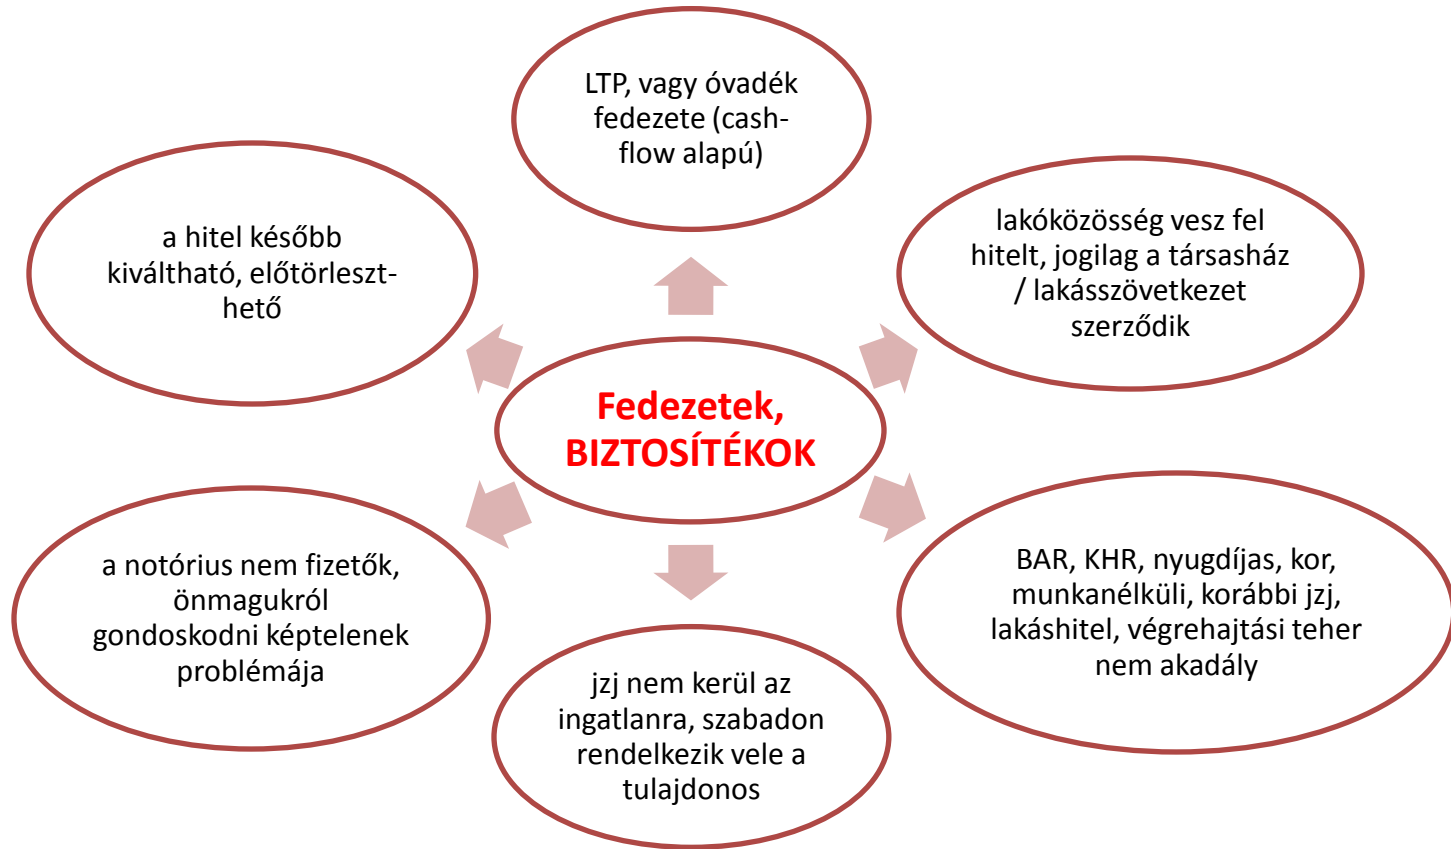 LTP, vagy óvadék
fedezete (cash-
flow alapú)
lakóközösség vesz fel
hitelt, jogilag a társasház
/ lakásszövetkezet
szerződik
BAR, KHR, nyugdíjas, kor,
munkanélküli, korábbi jzj,
lakáshitel, végrehajtási teher
nem akadály
jzj nem kerül az
ingatlanra, szabadon
rendelkezik vele a
tulajdonos
a notórius nem fizetők,
önmagukról
gondoskodni képtelenek
problémája
a hitel később
kiváltható, előtörleszt-
hető
Fedezetek,
BIZTOSÍTÉKOK